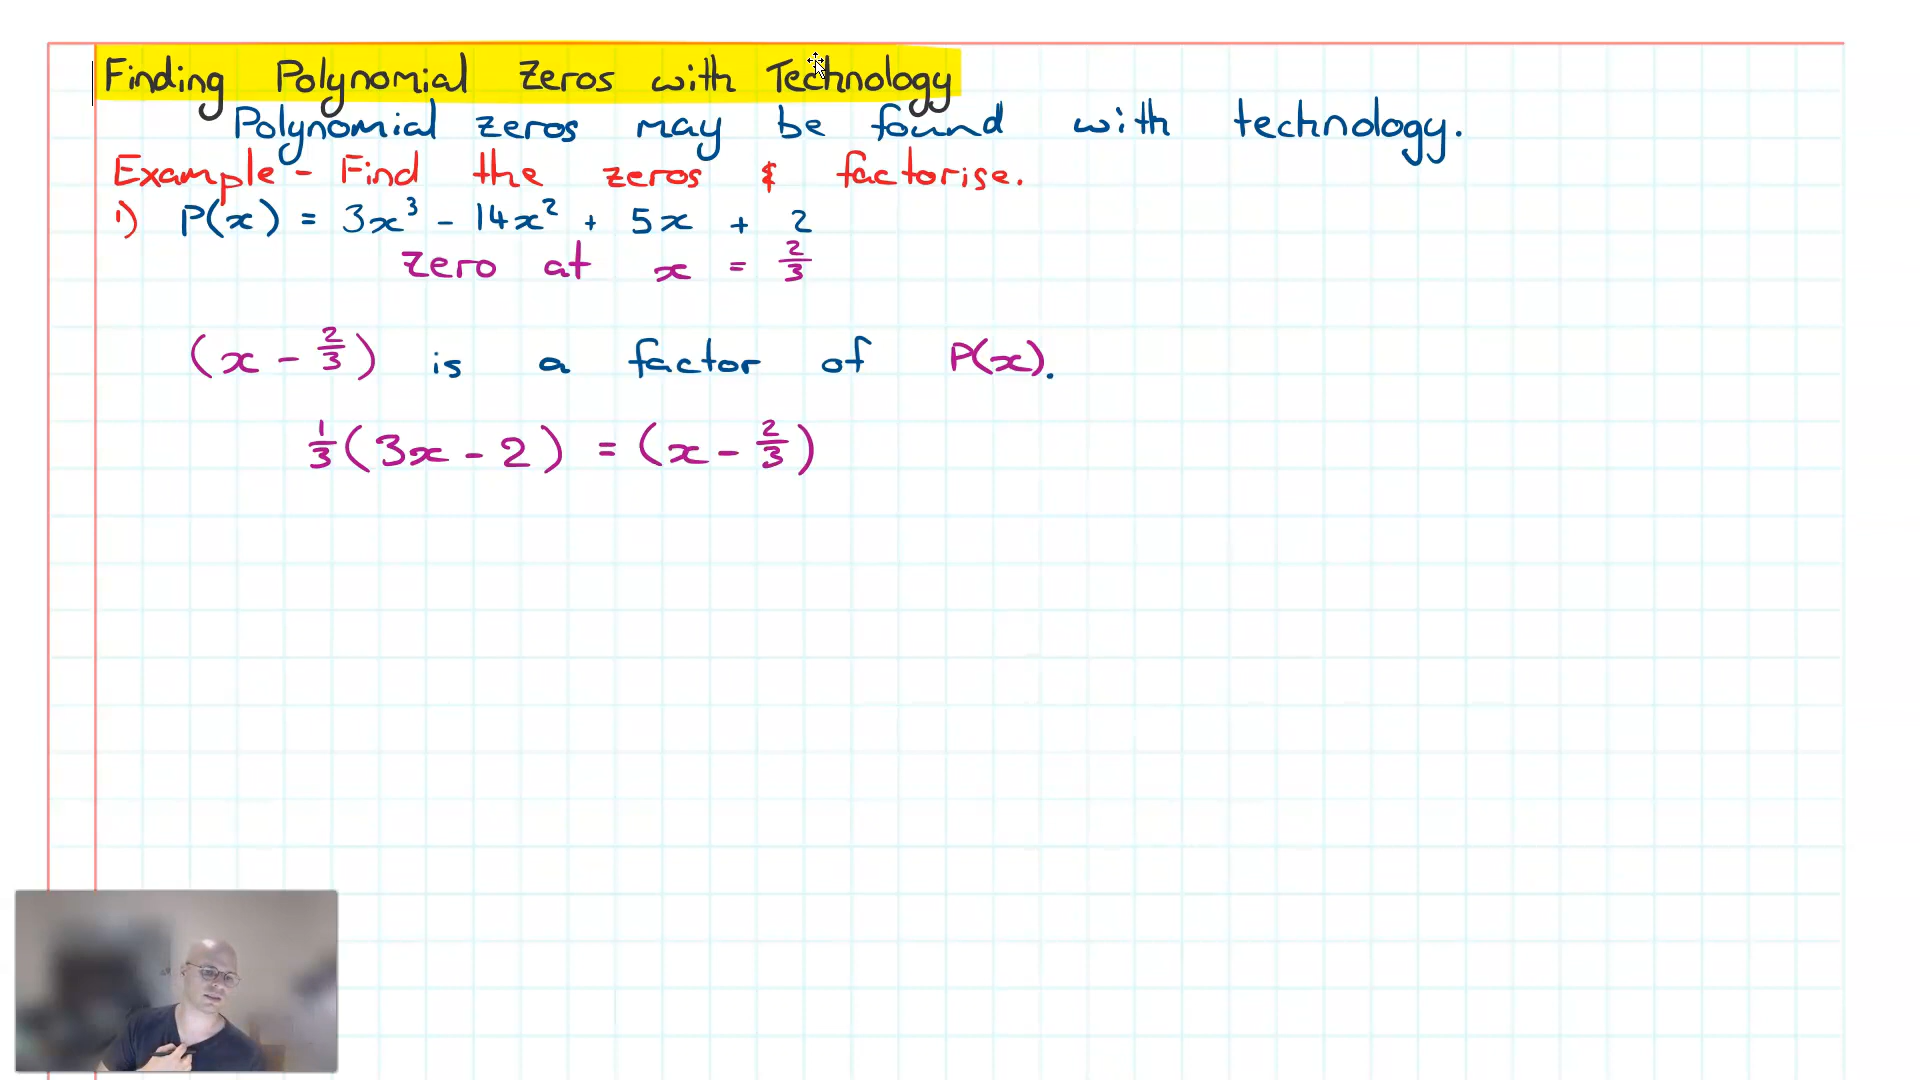 Finding Polynomial Zeros with Technology
Polynomial zeros may be found with technology.
Example - Find the zeros & factorise.
1) P(x) = 3x³ - 14x² + 5x + 2
zero at x = 2/3
(x - 2/3) is a factor of P(x).
1/3(3x - 2) = (x - 2/3)